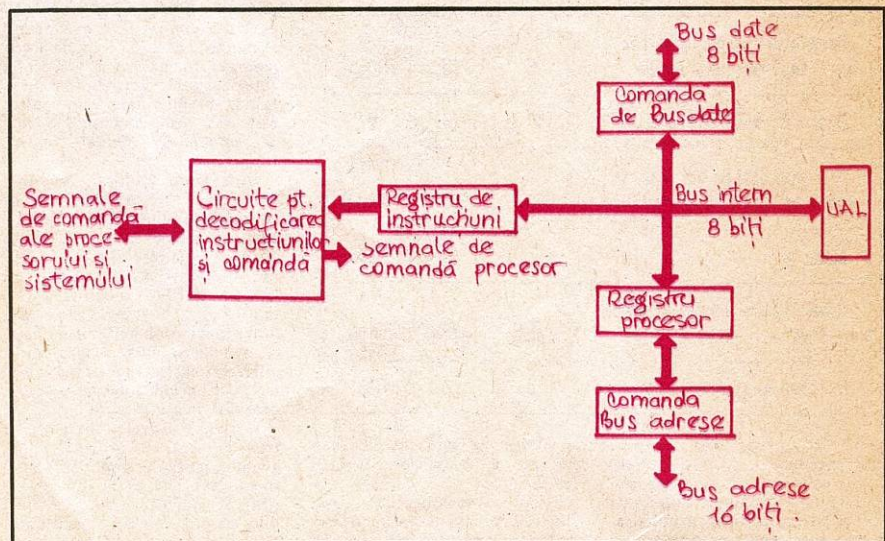 Bus date
8 biți
Comandă
de Busdate
Semnale
de comandă
ale proce-
sorului si
sistemului
Circuite pt.
decodificarea
instrucțiunilor
și comandă
Registru de
instrucțiuni
semnale de
comandă procesor
Bus intern
8 biți
UAL
Registru
procesor
Comanda
Bus adrese
Bus adrese
16 biți.